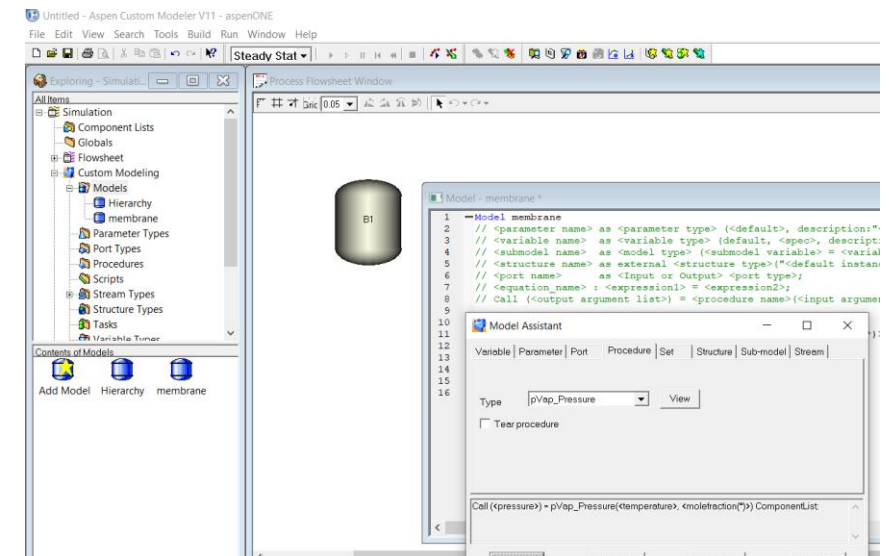 Untitled - Aspen Custom Modeler V11 - aspenONE
File Edit View Search Tools Build Run Window Help
Steady Stat
Exploring - Simulati...
Process Flowsheet Window
All Items
0.05
Simulation
Component Lists
Globals
Flowsheet
Custom Modeling
Models
Hierarchy
membrane
Parameter Types
Port Types
Procedures
Scripts
Stream Types
Structure Types
Tasks
Variable Types
Contents of Models
Add Model Hierarchy membrane
B1
Model - membrane *
1 Model membrane
2 // <parameter name> as <parameter type> (<default>, description:"
3 // <variable name> as <variable type> (default, <spec>, descripti
4 // <submodel name> as <model type> (<submodel variable> = <variab
5 // <structure name> as external <structure type>("<default instan
6 // <port name> as <Input or Output> <port type>;
7 // <equation_name> : <expression1> = <expression2>;
8 // Call (<output argument list>) = <procedure name>(<input argumen
9
10
11
12
13
14
15
16
Model Assistant
Variable Parameter Port Procedure Set Structure Sub-model Stream
Type pVap_Pressure View
Tear procedure
Call (<pressure>) = pVap_Pressure(<temperature>, <molefraction(*)>) ComponentList;